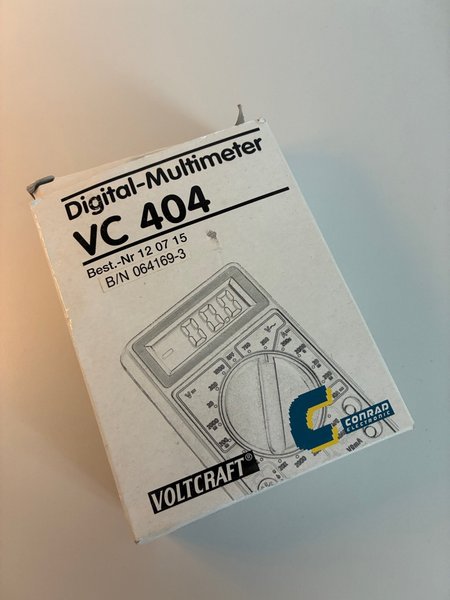 Digital-Multimeter
VC 404
Best.-Nr 12 07 15
B/N 064169-3
VOLTCRAFT®
CONRAD
ELECTRONIC